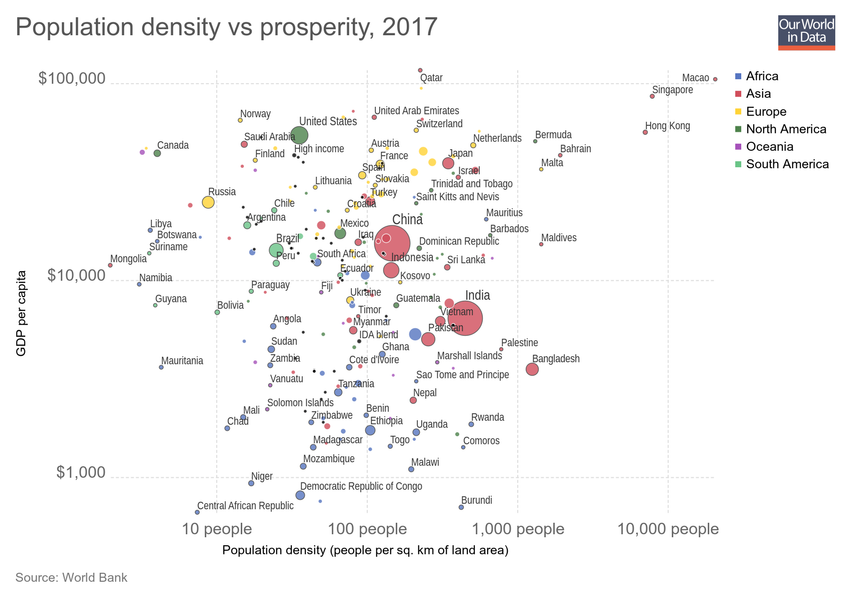 Population density vs prosperity, 2017
Our World
in Data
$100,000
$10,000
$1,000
GDP per capita
Qatar
Macao
Singapore
Norway
United States
United Arab Emirates
Switzerland
Hong Kong
Saudi Arabia
Canada
Finland
High income
Austria
France
Netherlands
Japan
Bermuda
Bahrain
Malta
Spain
Israel
Lithuania
Slovakia
Trinidad and Tobago
Russia
Turkey
Saint Kitts and Nevis
Chile
Croatia
Argentina
China
Mauritius
Libya
Botswana
Mexico
Iraq
Barbados
Suriname
Brazil
Dominican Republic
Maldives
Mongolia
Peru
South Africa
Indonesia
Sri Lanka
Ecuador
Kosovo
Namibia
Paraguay
Fiji
Ukraine
India
Guyana
Bolivia
Guatemala
Timor
Vietnam
Angola
Myanmar
Pakistan
IDA blend
Sudan
Ghana
Palestine
Mauritania
Zambia
Cote d'Ivoire
Marshall Islands
Bangladesh
Vanuatu
Tanzania
Sao Tome and Principe
Nepal
Solomon Islands
Mali
Benin
Chad
Zimbabwe
Ethiopia
Uganda
Rwanda
Madagascar
Togo
Comoros
Mozambique
Malawi
Niger
Democratic Republic of Congo
Central African Republic
Burundi
10 people
100 people
1,000 people
10,000 people
Population density (people per sq. km of land area)
Africa
Asia
Europe
North America
Oceania
South America
Source: World Bank